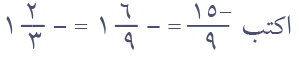 اكتب −١٥/٩ = −١ ٦/٩ = −١ ٢/٣